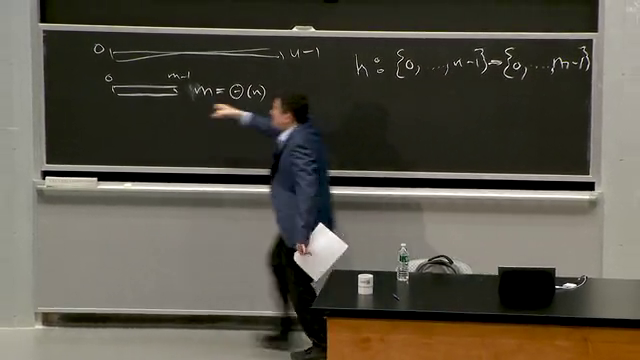 0 u-1
0 m-1
m = Θ(n)
h: {0, ..., u-1} → {0, ..., m-1}